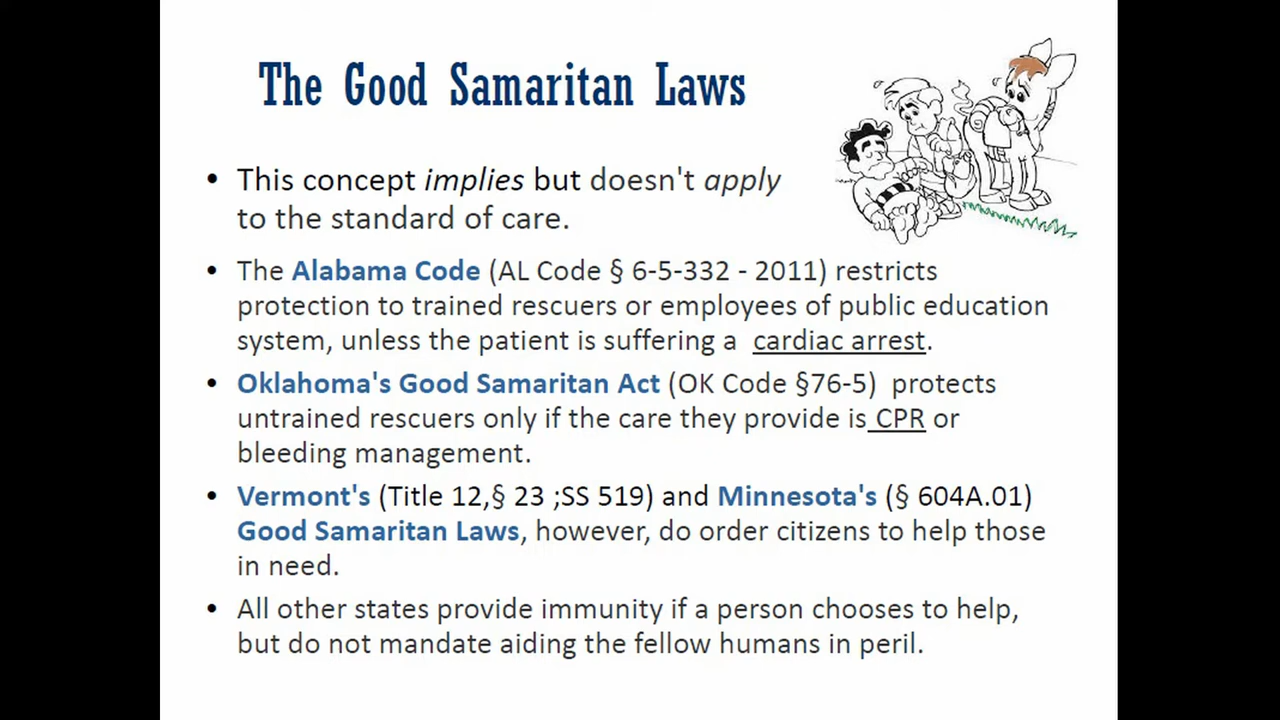 The Good Samaritan Laws
• This concept implies but doesn't apply
to the standard of care.
• The Alabama Code (AL Code § 6-5-332 - 2011) restricts
protection to trained rescuers or employees of public education
system, unless the patient is suffering a cardiac arrest.
• Oklahoma's Good Samaritan Act (OK Code §76-5) protects
untrained rescuers only if the care they provide is CPR or
bleeding management.
• Vermont's (Title 12,§ 23 ;SS 519) and Minnesota's (§ 604A.01)
Good Samaritan Laws, however, do order citizens to help those
in need.
• All other states provide immunity if a person chooses to help,
but do not mandate aiding the fellow humans in peril.